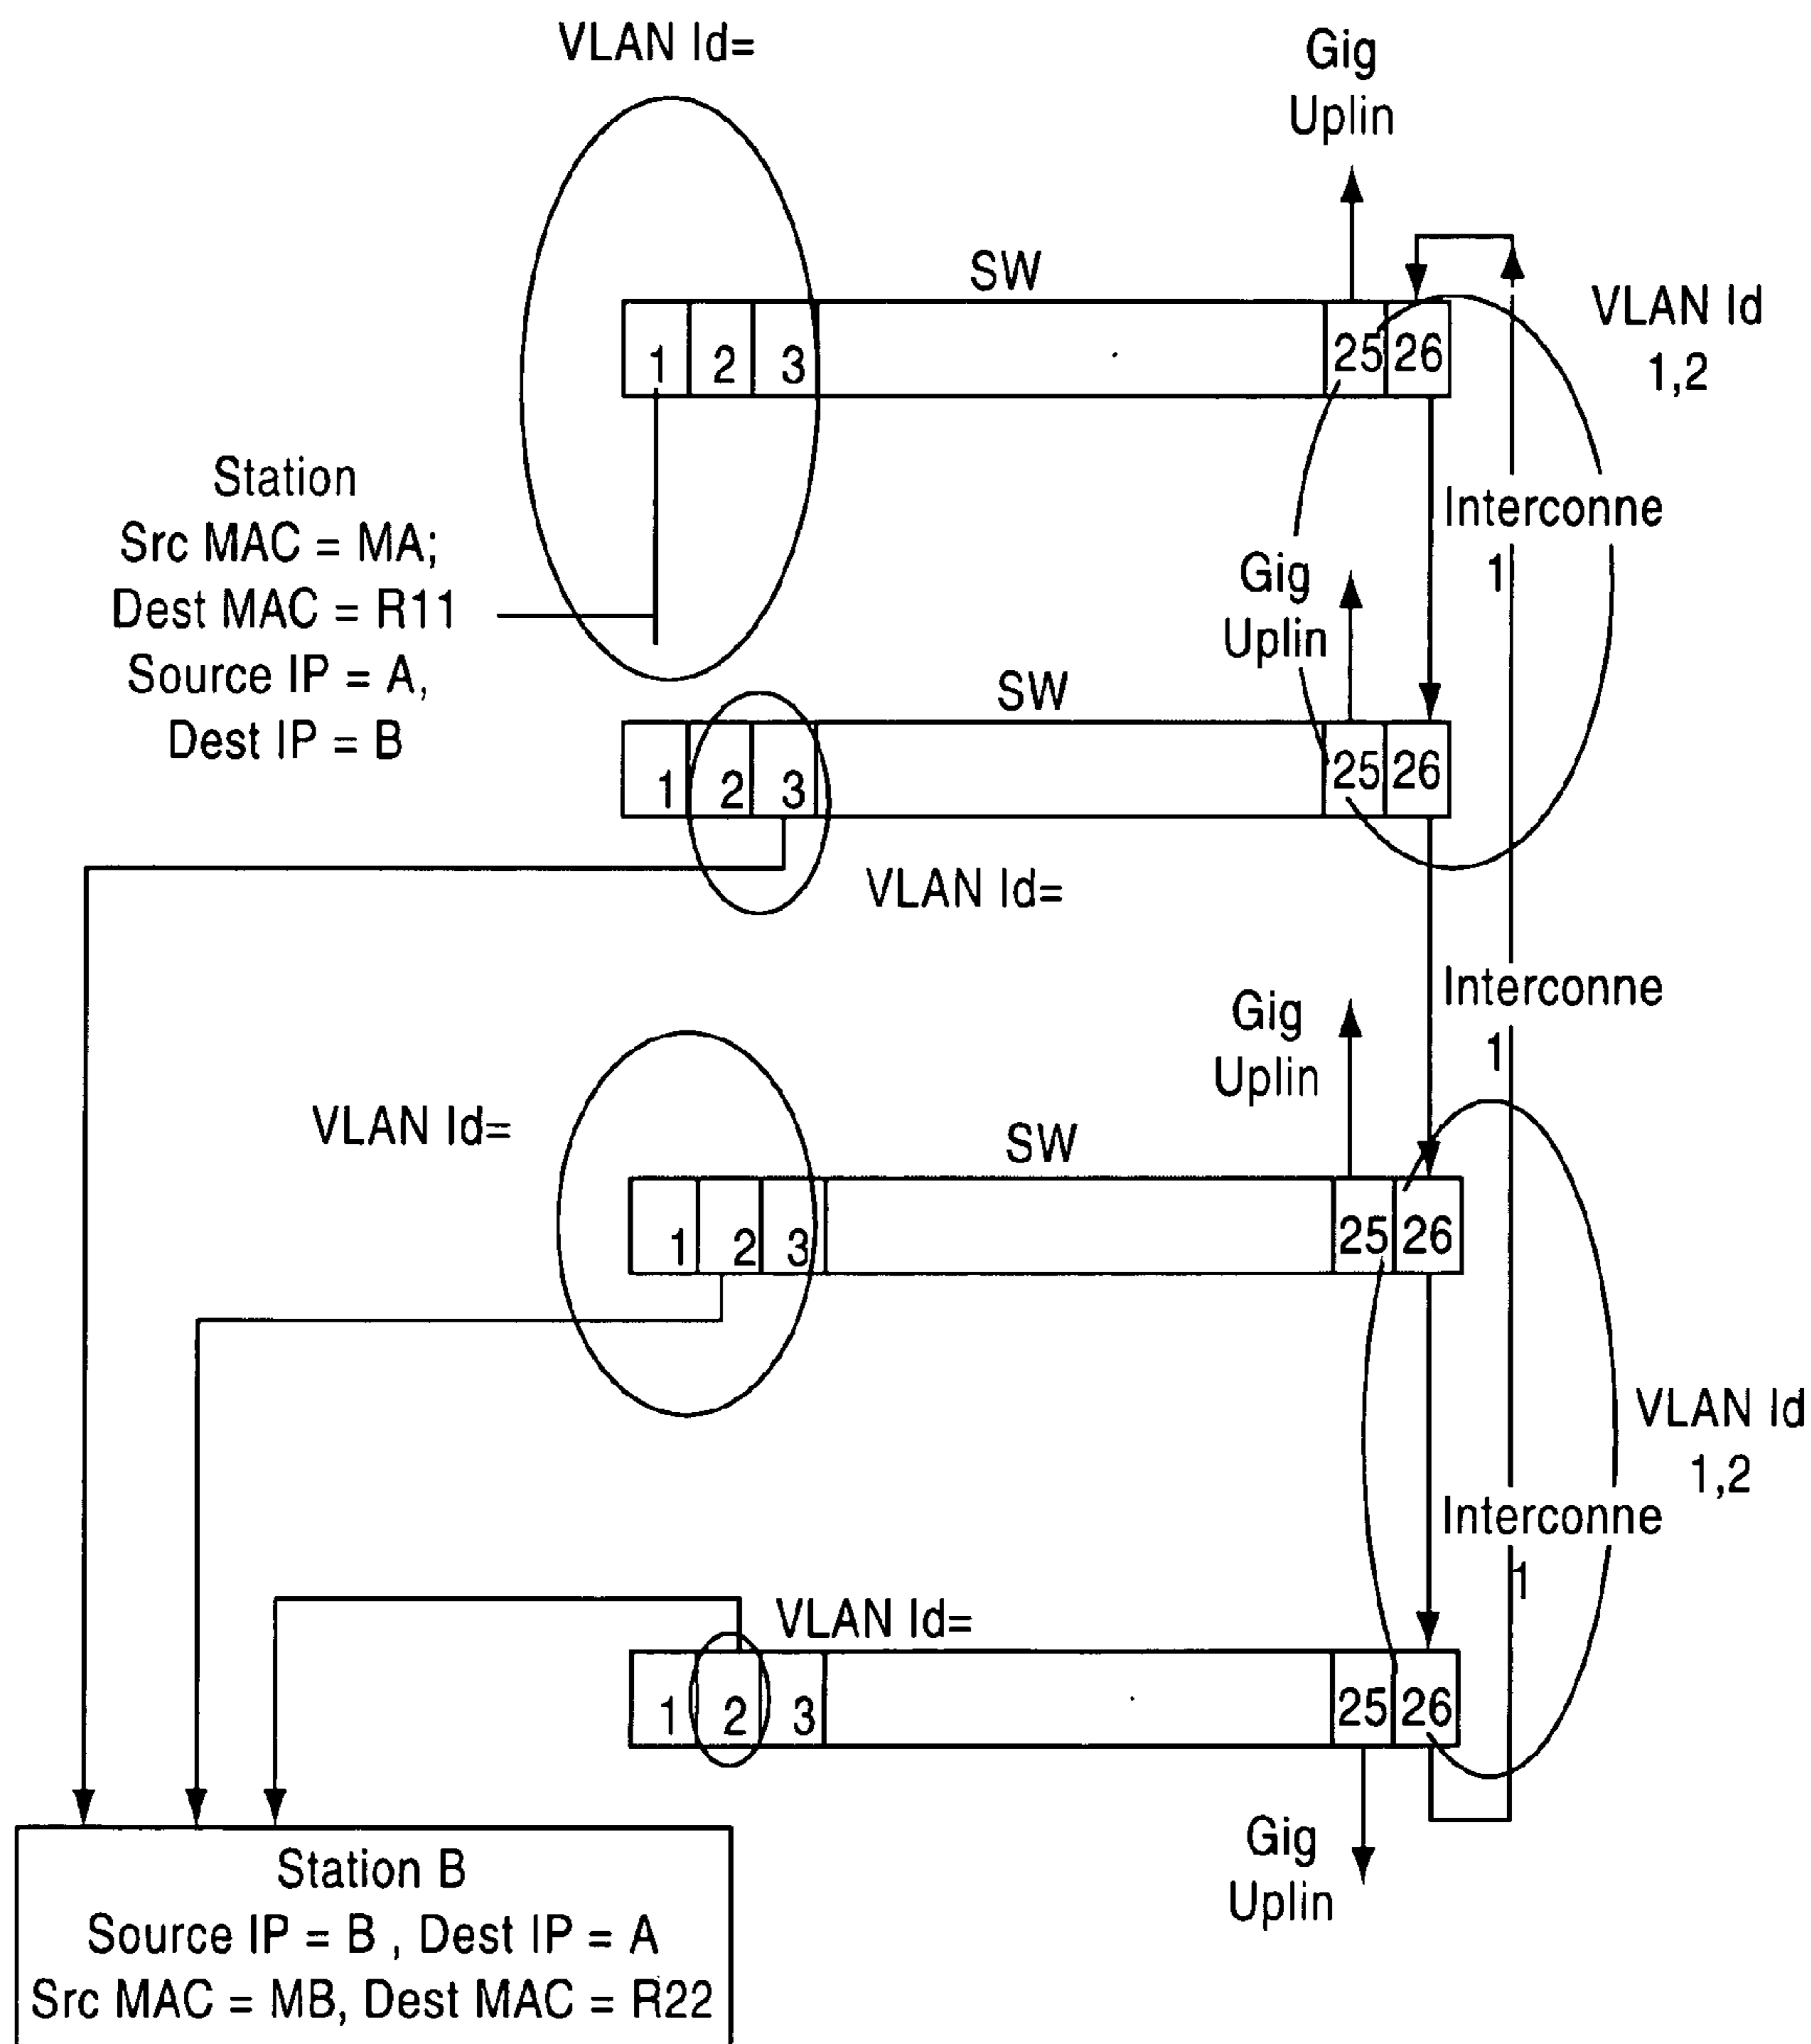 VLAN Id=
Gig
Uplin
SW
1 2 3 25 26
VLAN Id
1,2
Station
Src MAC = MA;
Dest MAC = R11
Source IP = A,
Dest IP = B
Interconne
1
Gig
Uplin
SW
1 2 3 25 26
VLAN Id=
Interconne
1
Gig
Uplin
VLAN Id=
SW
1 2 3 25 26
VLAN Id
1,2
Interconne
1
VLAN Id=
1 2 3 25 26
Gig
Uplin
Station B
Source IP = B , Dest IP = A
Src MAC = MB, Dest MAC = R22